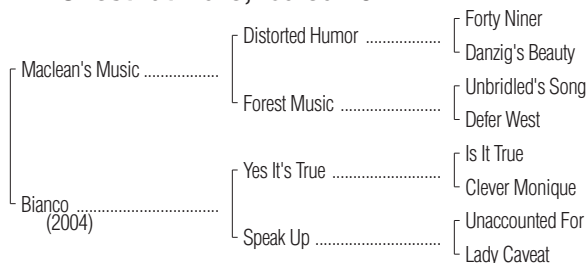 Forty Niner
Distorted Humor ....................
Danzig's Beauty
Maclean's Music ....................
Unbridled's Song
Forest Music .........................
Defer West
Is It True
Yes It's True ...........................
Clever Monique
Bianco ......................................
(2004)
Unaccounted For
Speak Up ................................
Lady Caveat